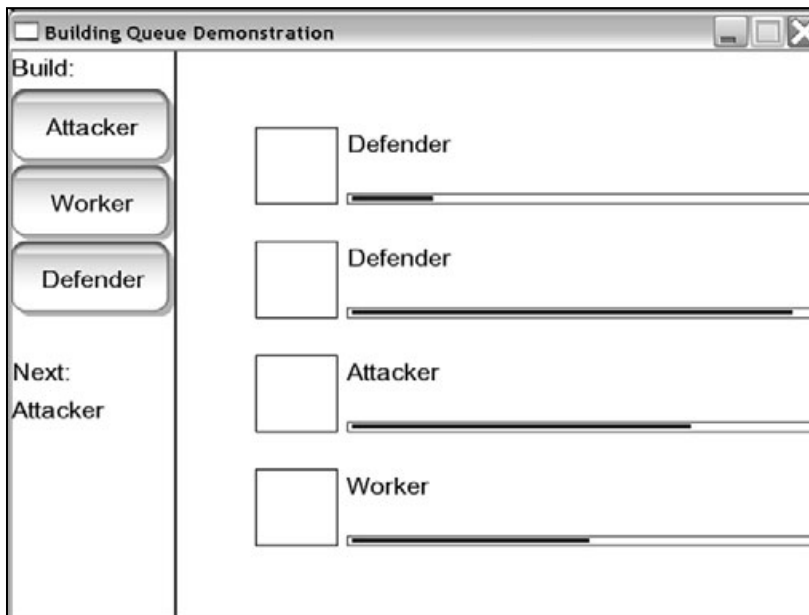 Building Queue Demonstration
Build:
Attacker
Worker
Defender
Next:
Attacker
Defender
Defender
Attacker
Worker